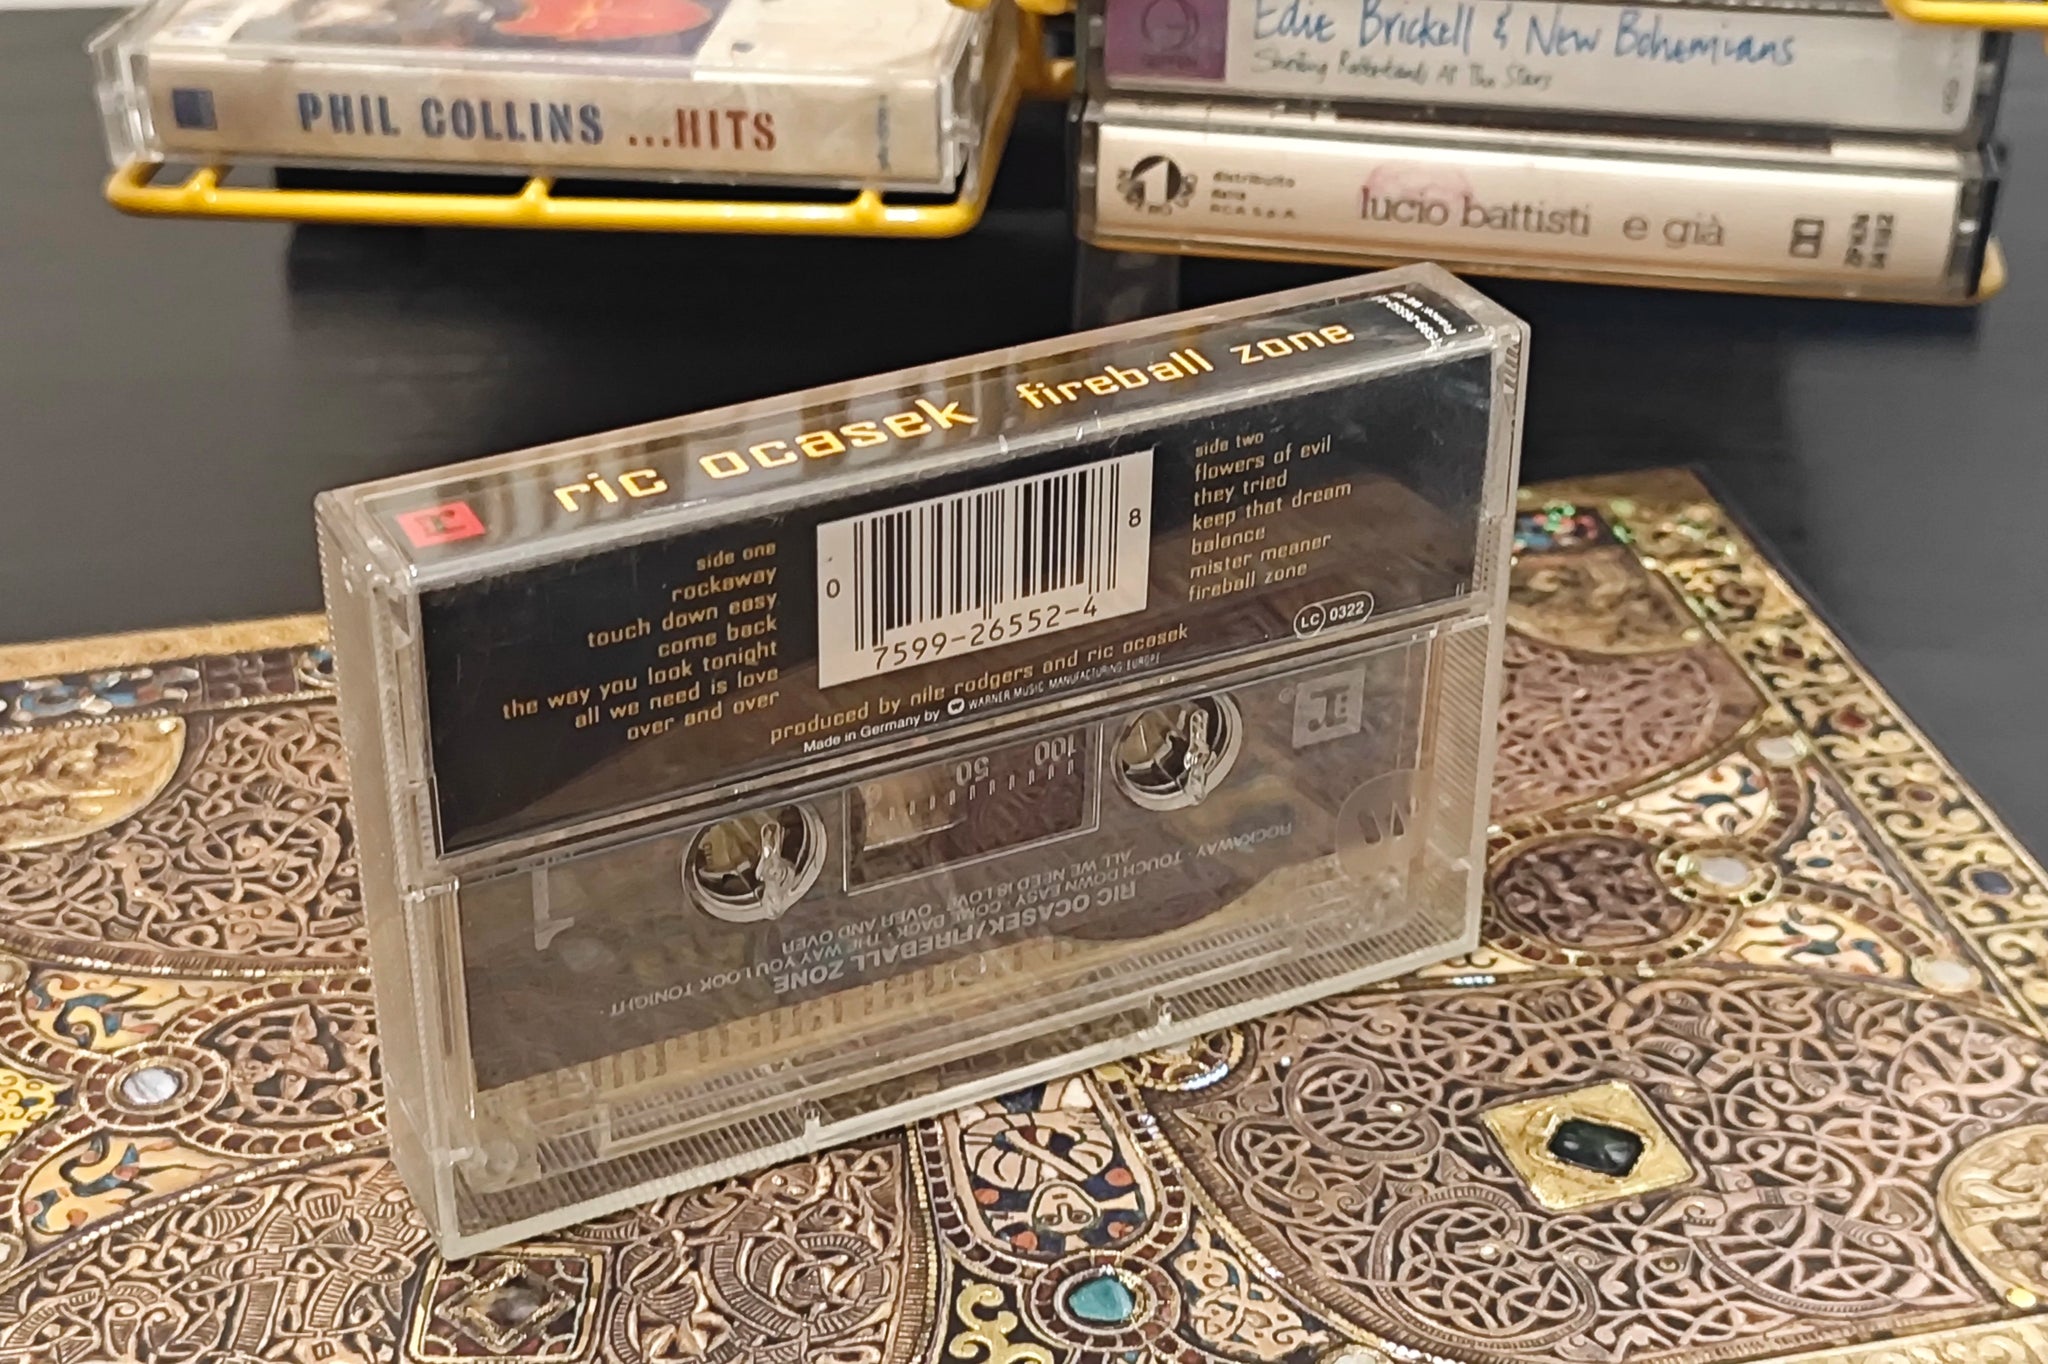 PHIL COLLINS ...HITS
Edie Brickell & New Bohemians
Shooting Rubberbands At The Stars
distribuito
dalla
RCA S.p.A.
lucio battisti e già
ric ocasek fireball zone
side one
rockaway
touch down easy
come back
the way you look tonight
all we need is love
over and over
0
7599-26552-4
8
side two
flowers of evil
they tried
keep that dream
balance
mister meaner
fireball zone
produced by nile rodgers and ric ocasek
Made in Germany by WARNER MUSIC MANUFACTURING EUROPE
LC 0322
100
50
1
RIC OCASEK/FIREBALL ZONE
ROCKAWAY · TOUCH DOWN EASY · COME BACK · THE WAY YOU LOOK TONIGHT
ALL WE NEED IS LOVE · OVER AND OVER